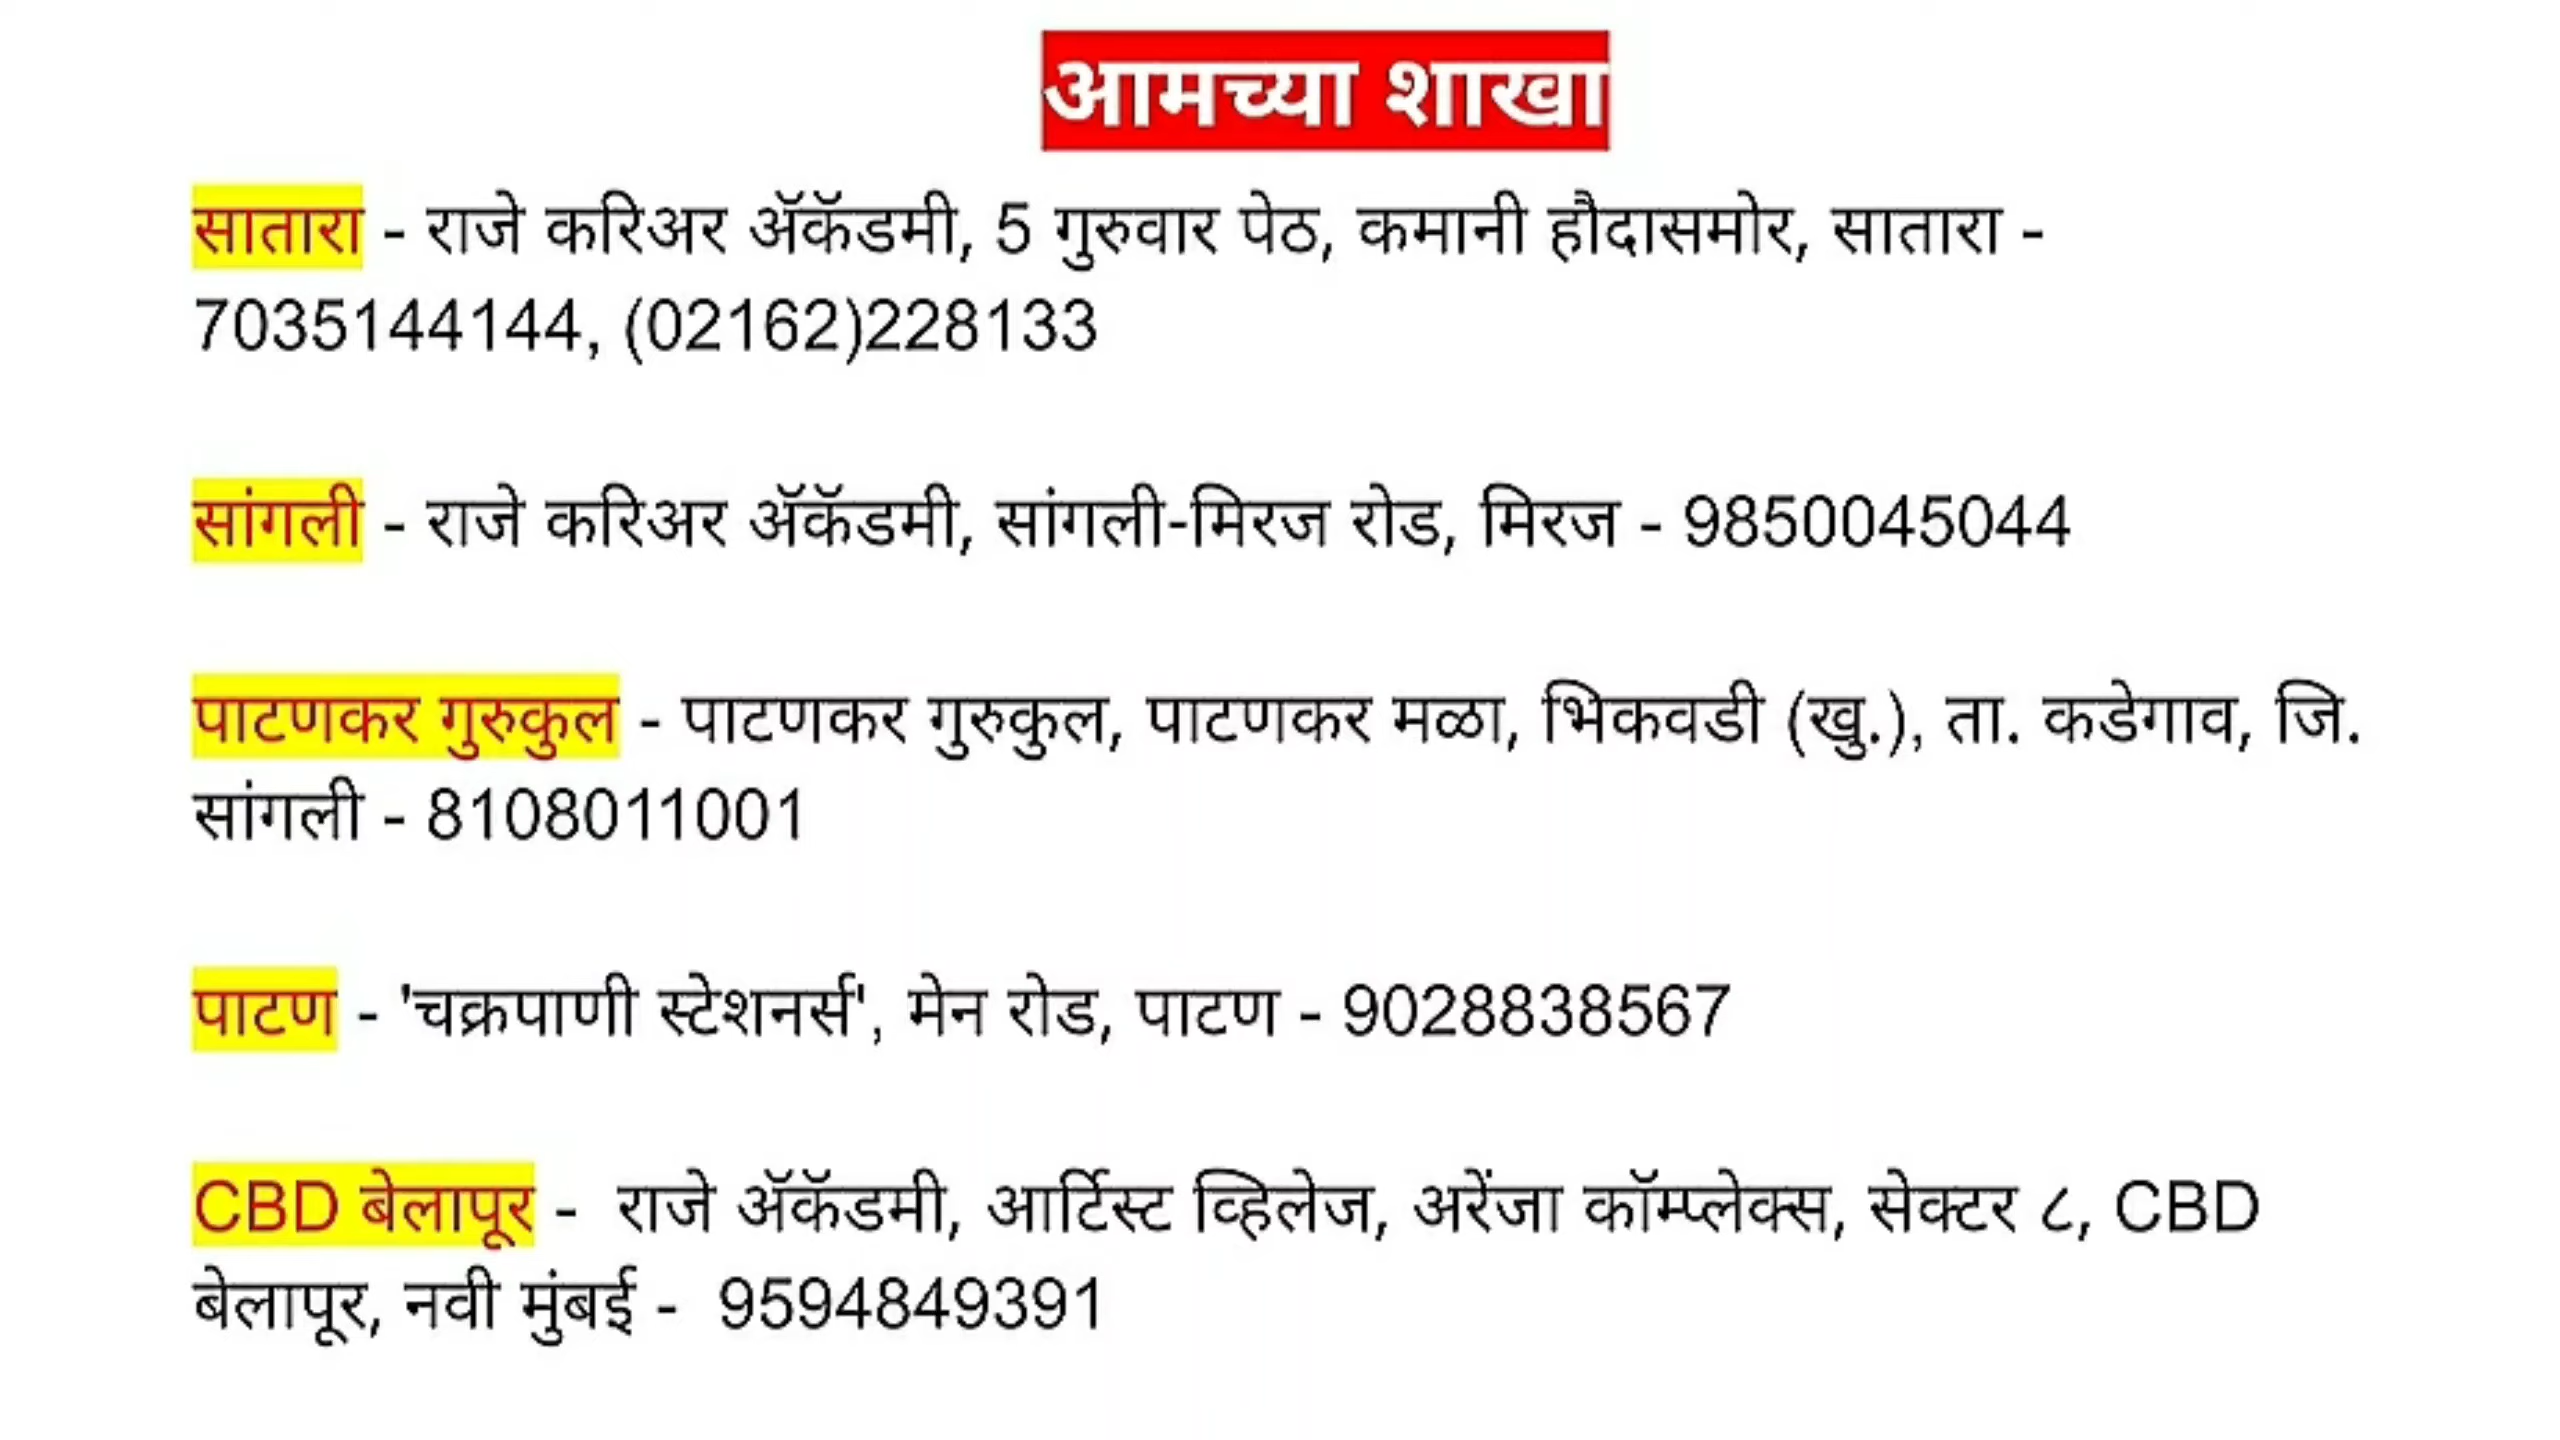 आमच्या शाखा
सातारा - राजे करिअर ॲकॅडमी, 5 गुरुवार पेठ, कमानी हौदासमोर, सातारा -
7035144144, (02162)228133
सांगली - राजे करिअर ॲकॅडमी, सांगली-मिरज रोड, मिरज - 9850045044
पाटणकर गुरुकुल - पाटणकर गुरुकुल, पाटणकर मळा, भिकवडी (खु.), ता. कडेगाव, जि.
सांगली - 8108011001
पाटण - 'चक्रपाणी स्टेशनर्स', मेन रोड, पाटण - 9028838567
CBD बेलापूर - राजे ॲकॅडमी, आर्टिस्ट व्हिलेज, अरेंजा कॉम्प्लेक्स, सेक्टर ८, CBD
बेलापूर, नवी मुंबई - 9594849391